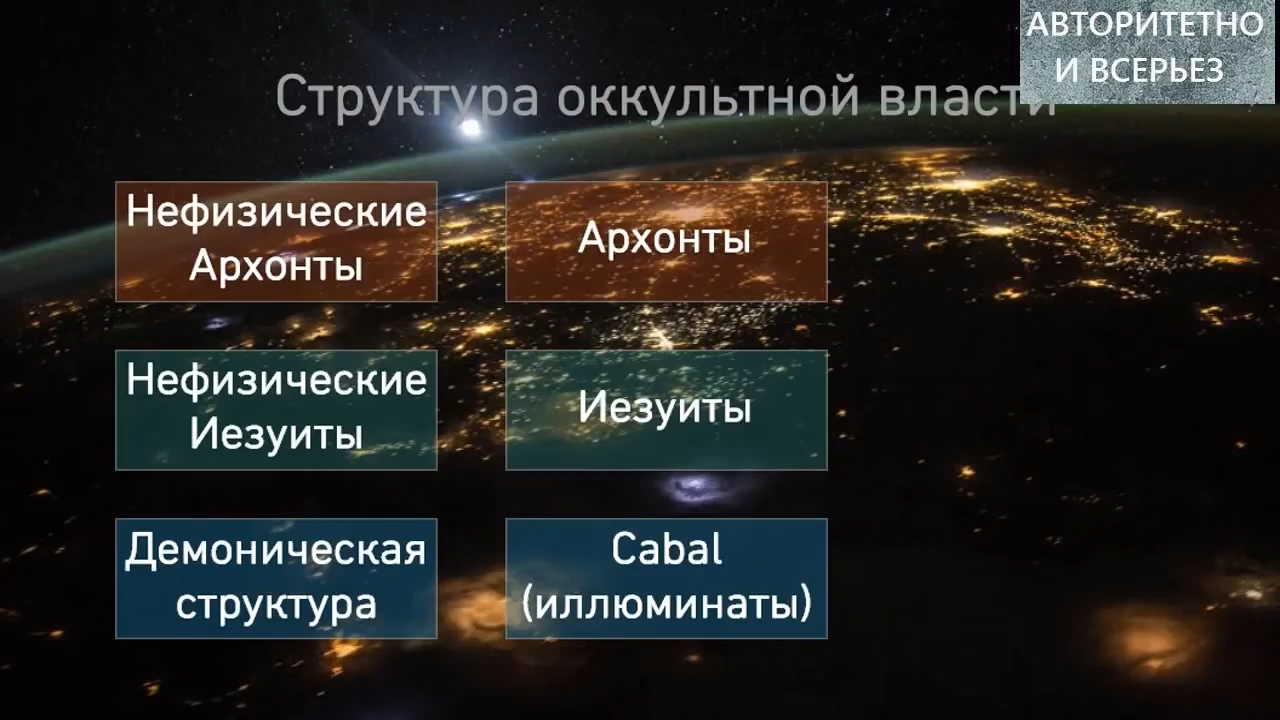 АВТОРИТЕТНО
И ВСЕРЬЕЗ
Структура оккультной власти
Нефизические
Архонты
Архонты
Нефизические
Иезуиты
Иезуиты
Демоническая
структура
Cabal
(иллюминаты)